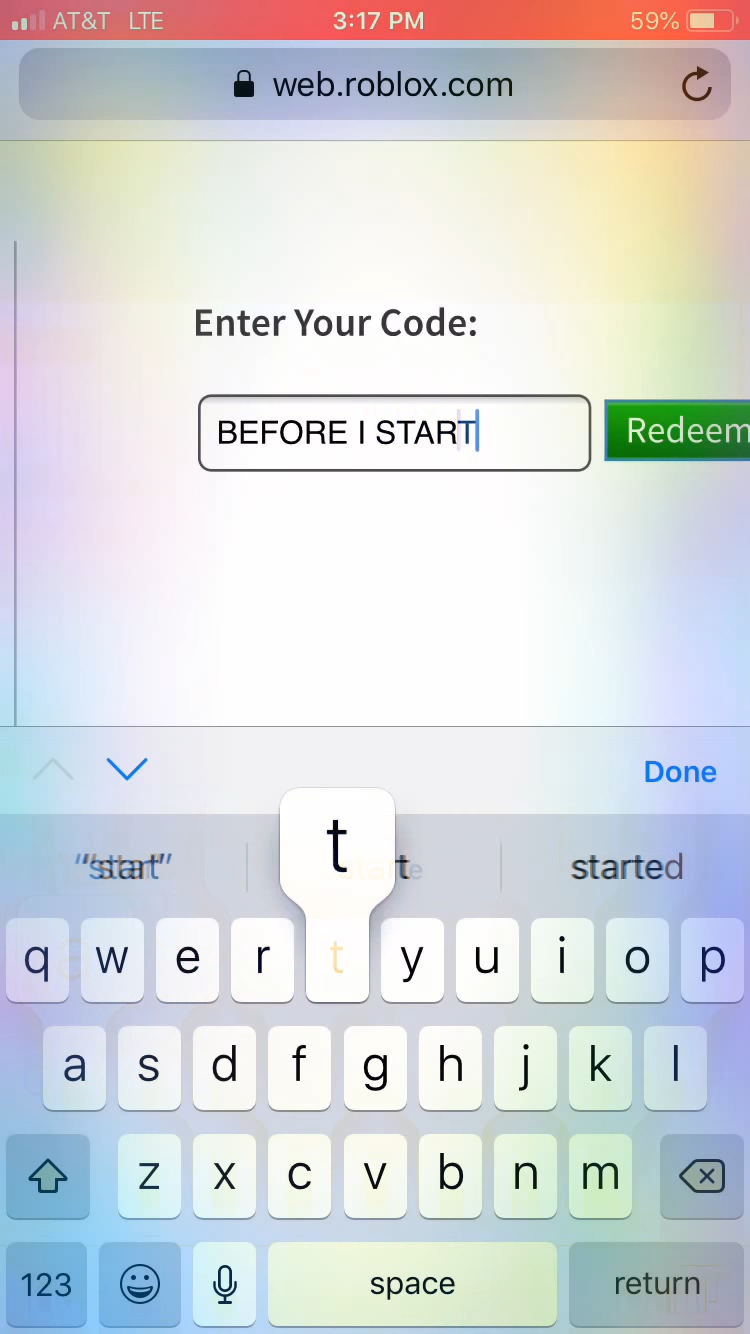 AT&T LTE 3:17 PM 59%
web.roblox.com
Enter Your Code:
BEFORE I START Redeem
Done
t
started
q w e r t y u i o p
a s d f g h j k l
z x c v b n m
123 space return